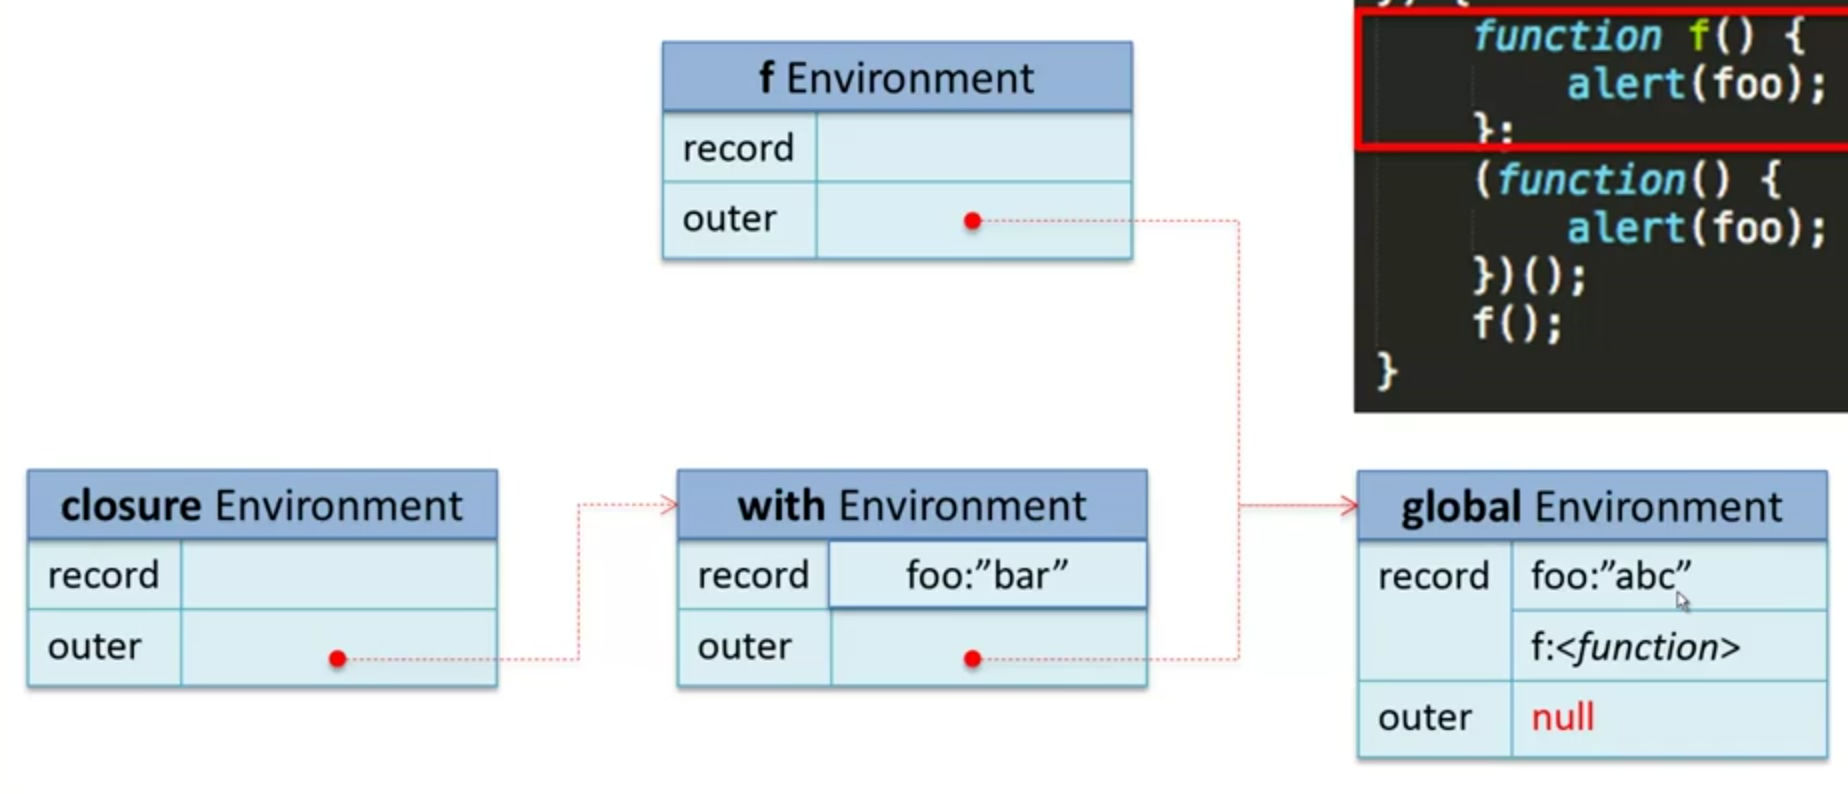 f Environment
record
outer
function f() {
alert(foo);
};
(function() {
alert(foo);
})();
f();
}
closure Environment
record
outer
with Environment
record foo:”bar”
outer
global Environment
record foo:”abc”
f:<function>
outer null